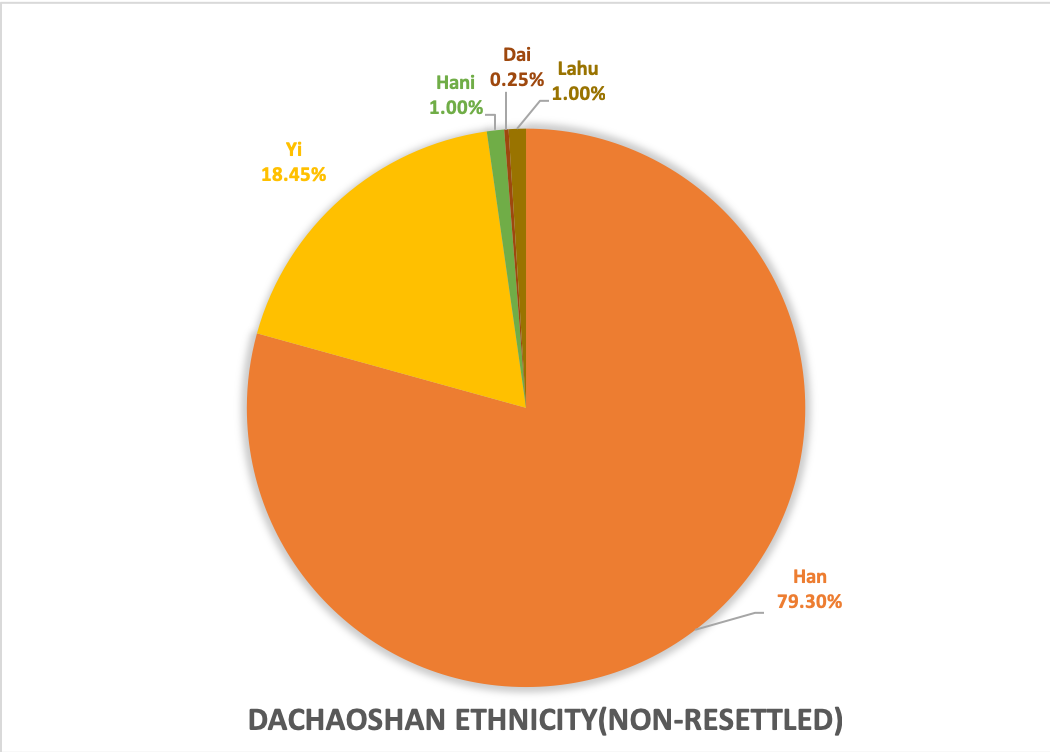 Dai
0.25%
Lahu
1.00%
Hani
1.00%
Yi
18.45%
Han
79.30%
DACHAOSHAN ETHNICITY(NON-RESETTLED)